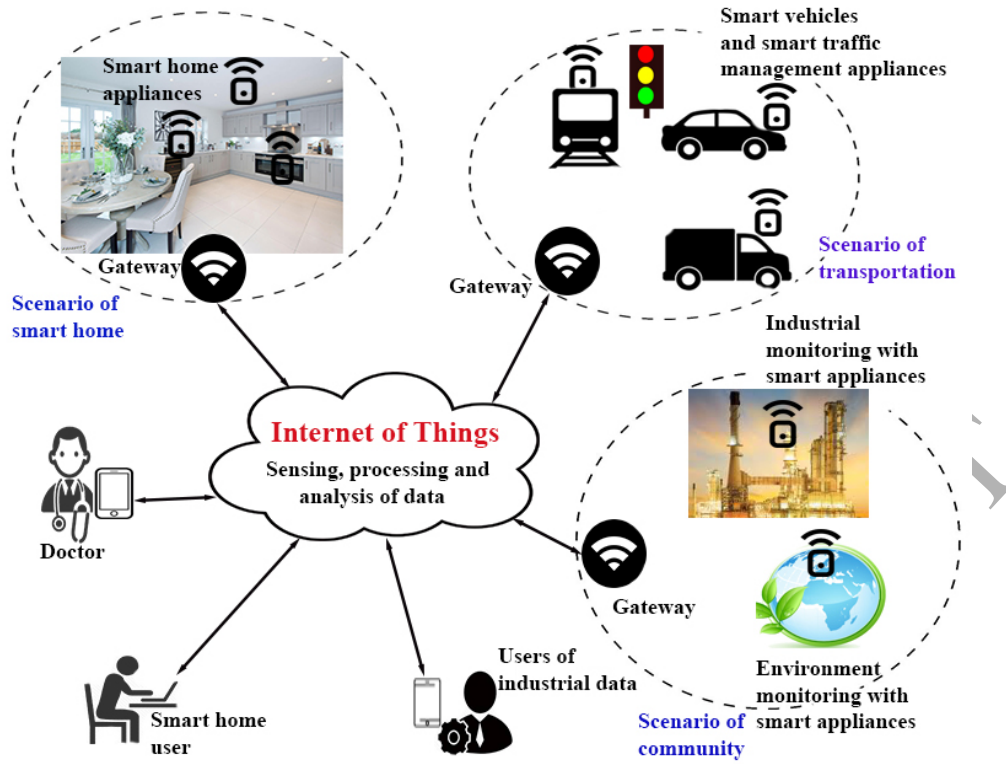 Smart home
appliances
Gateway
Scenario of
smart home
Smart vehicles
and smart traffic
management appliances
Scenario of
transportation
Gateway
Industrial
monitoring with
smart appliances
Internet of Things
Sensing, processing and
analysis of data
Doctor
Gateway
Environment
monitoring with
smart appliances
Scenario of
community
Users of
industrial data
Smart home
user